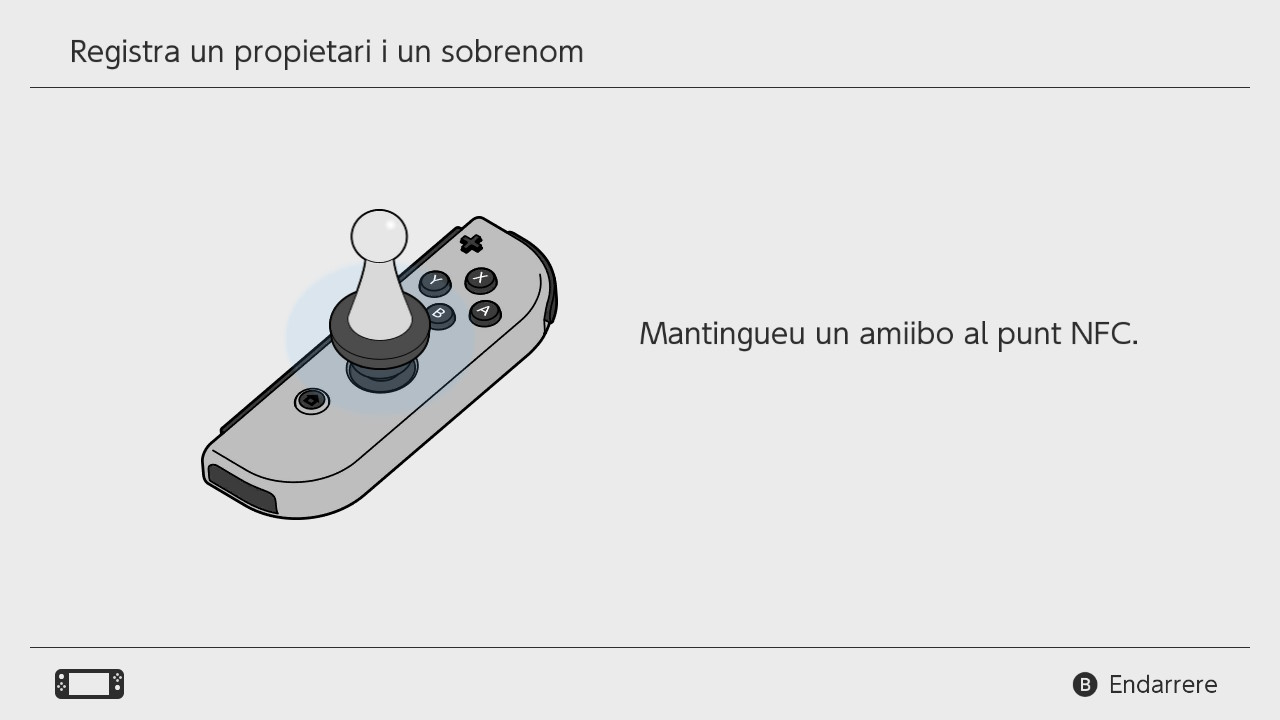 Registra un propietari i un sobrenom
Y
X
B
A
Mantingueu un amiibo al punt NFC.
B Endarrere